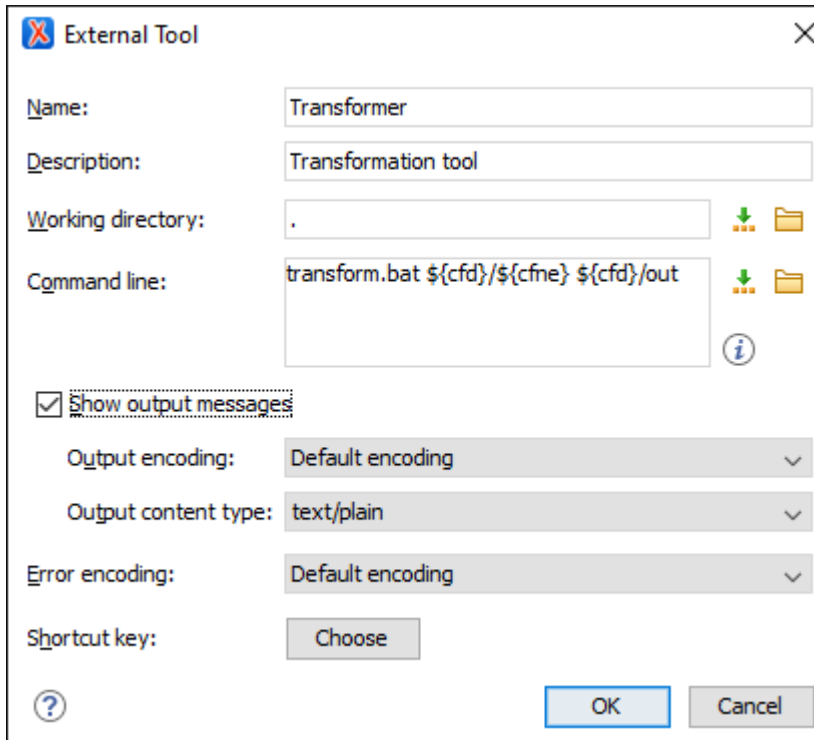 External Tool
Name: Transformer
Description: Transformation tool
Working directory: .
Command line: transform.bat ${cfd}/${cfne} ${cfd}/out
Show output messages
Output encoding: Default encoding
Output content type: text/plain
Error encoding: Default encoding
Shortcut key: Choose
OK Cancel